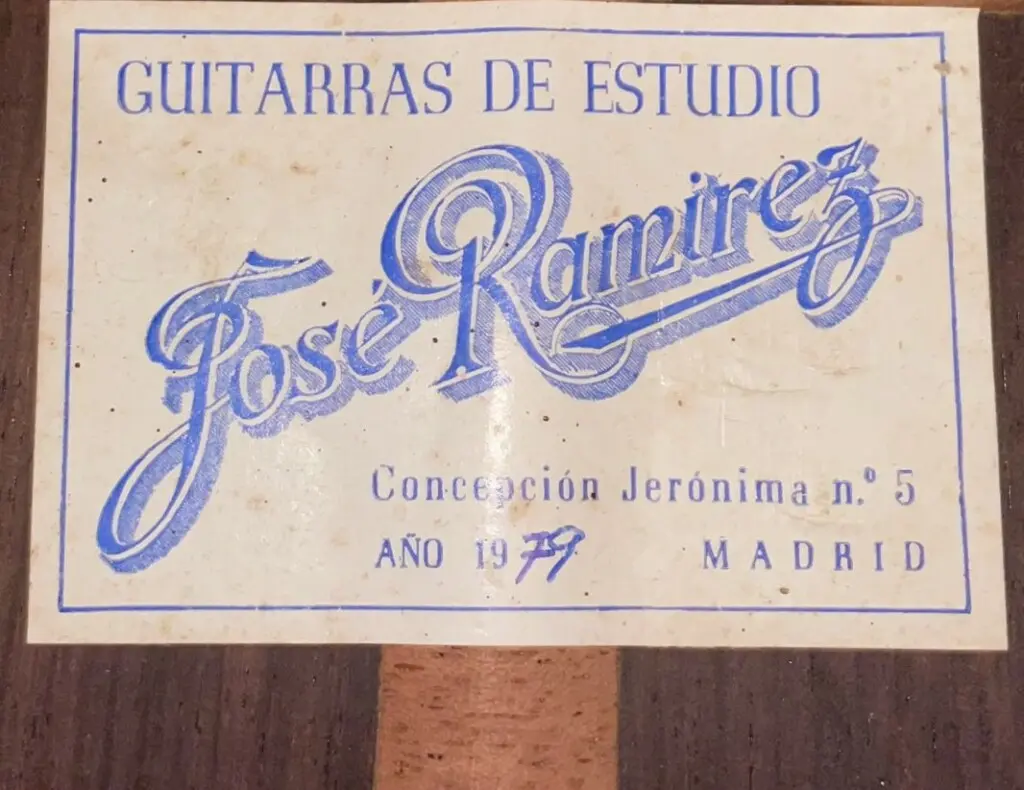 GUITARRAS DE ESTUDIO
José Ramirez
Concepción Jerónima n.º 5
AÑO 1979 MADRID